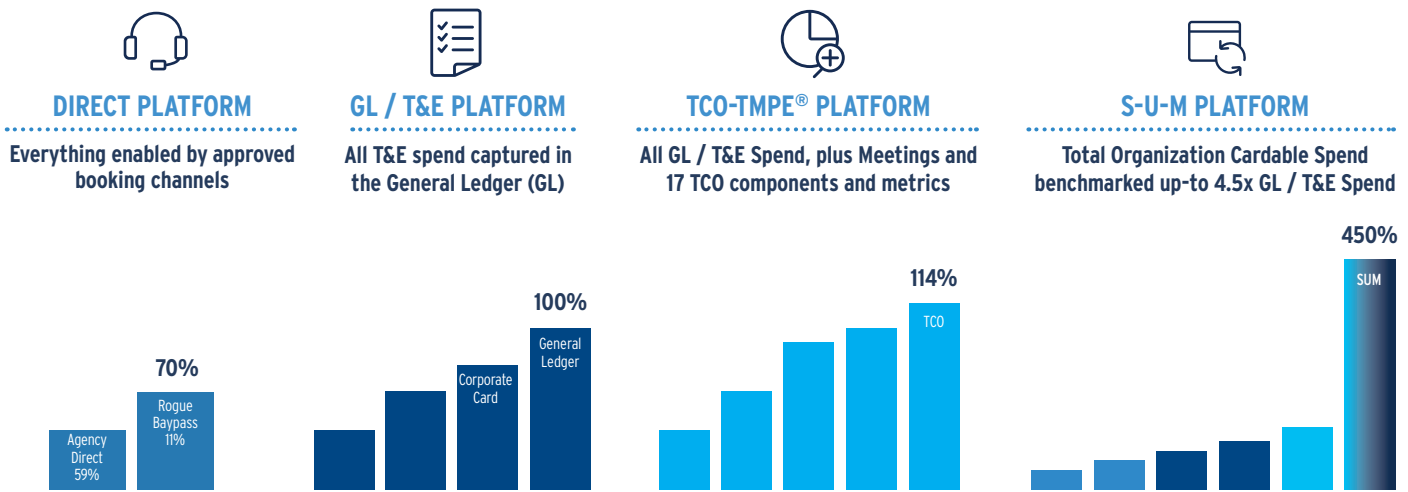 DIRECT PLATFORM
Everything enabled by approved
booking channels
70%
Agency
Direct
59%
Rogue
Baypass
11%
GL / T&E PLATFORM
All T&E spend captured in
the General Ledger (GL)
100%
Corporate
Card
General
Ledger
TCO-TMPE® PLATFORM
All GL / T&E Spend, plus Meetings and
17 TCO components and metrics
114%
TCO
S-U-M PLATFORM
Total Organization Cardable Spend
benchmarked up-to 4.5x GL / T&E Spend
450%
SUM